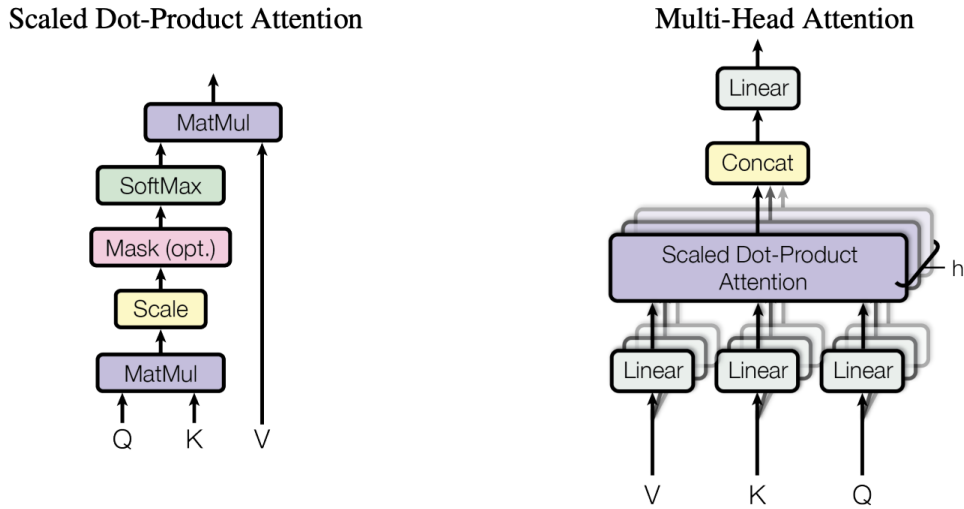 Scaled Dot-Product Attention
MatMul
SoftMax
Mask (opt.)
Scale
MatMul
Q K V
Multi-Head Attention
Linear
Concat
Scaled Dot-Product
Attention
h
Linear Linear Linear
V K Q